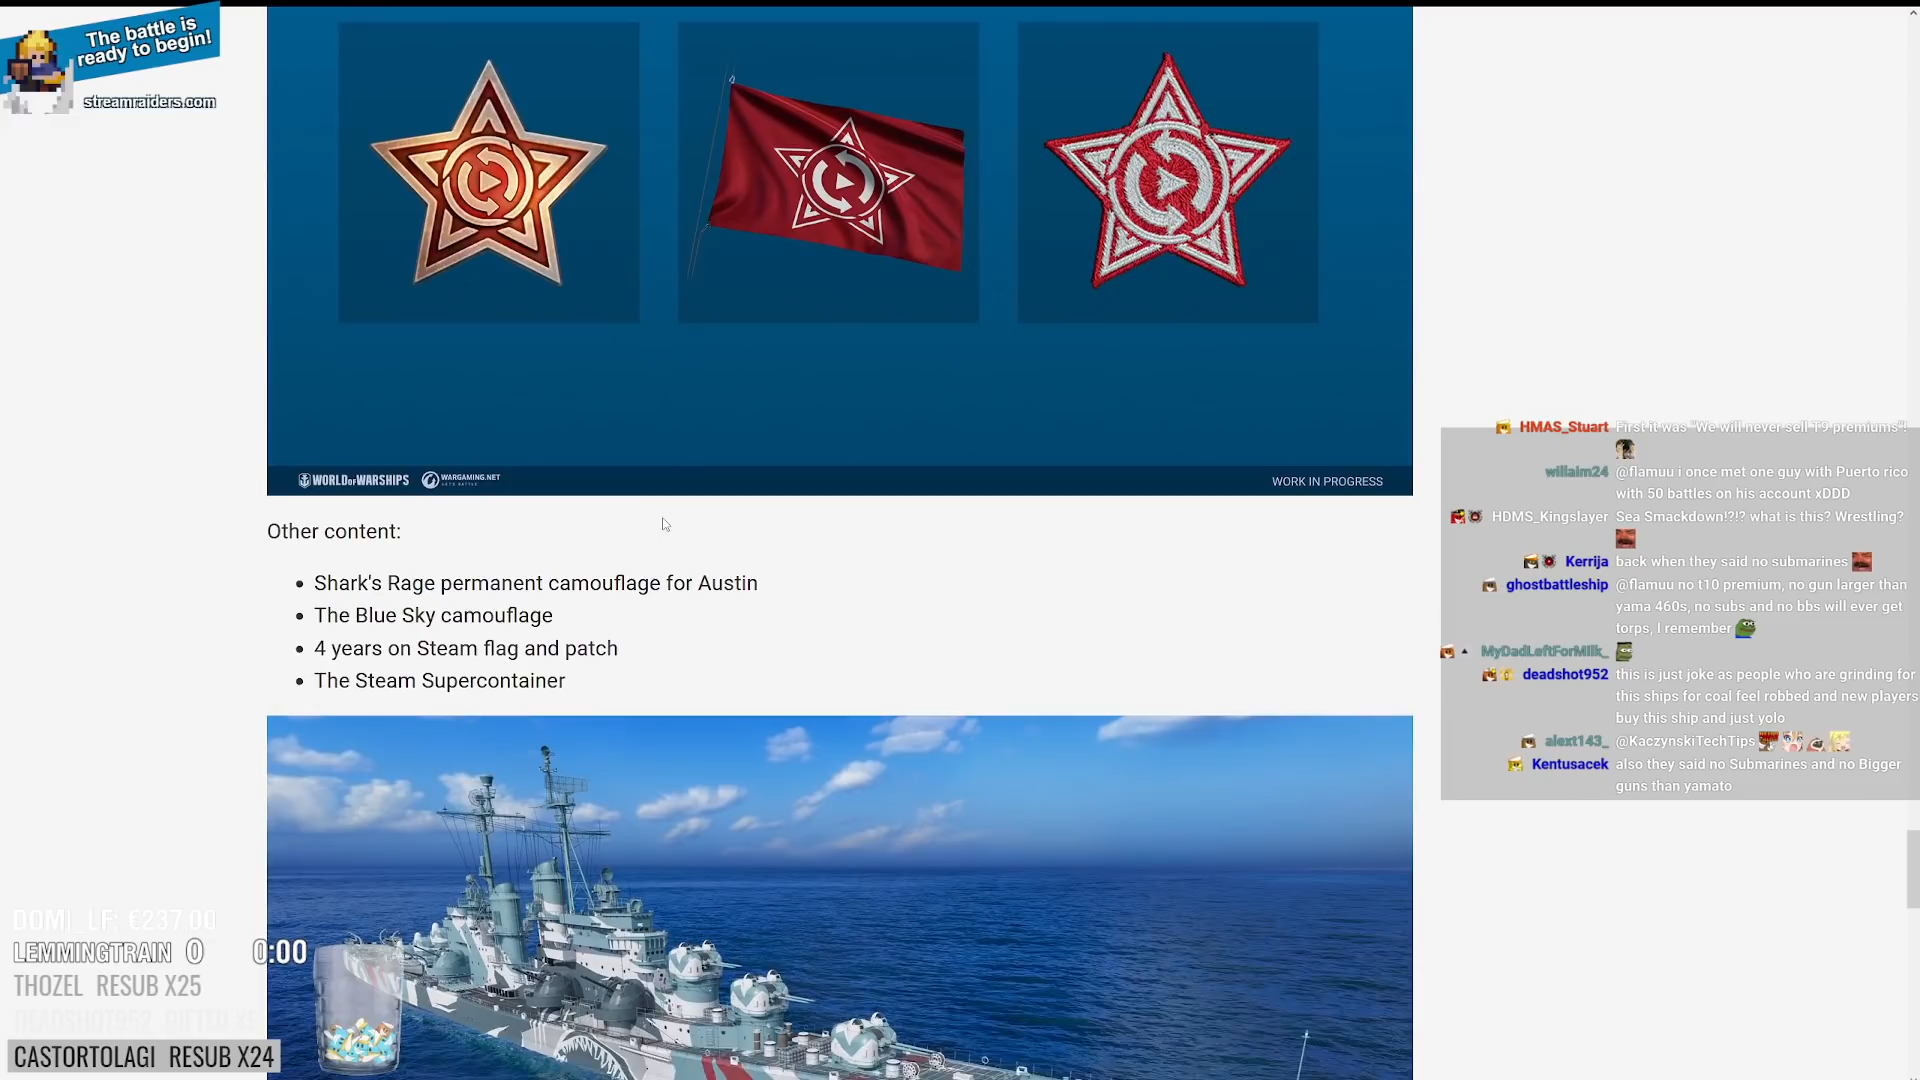 The battle is
ready to begin!
streamraiders.com
WORLD OF WARSHIPS
WARGAMING.NET
LET'S BATTLE
WORK IN PROGRESS
Other content:
Shark's Rage permanent camouflage for Austin
The Blue Sky camouflage
4 years on Steam flag and patch
The Steam Supercontainer
HMAS_Stuart First it was "We will never sell T9 premiums"!
willaim24 @flamuu i once met one guy with Puerto rico
with 50 battles on his account xDDD
HDMS_Kingslayer Sea Smackdown!?!? what is this? Wrestling?
Kerrija back when they said no submarines
ghostbattleship @flamuu no t10 premium, no gun larger than
yama 460s, no subs and no bbs will ever get
torps, I remember
MyDadLeftForMilk_
deadshot952 this is just joke as people who are grinding for
this ships for coal feel robbed and new players
buy this ship and just yolo
alext143_ @KaczynskiTechTips
Kentusacek also they said no Submarines and no Bigger
guns than yamato
DOMI_LF: €237.00
LEMMINGTRAIN 0 0:00
THOZEL RESUB X25
DEADSHOT952 GIFTED
CASTORTOLAGI RESUB X24